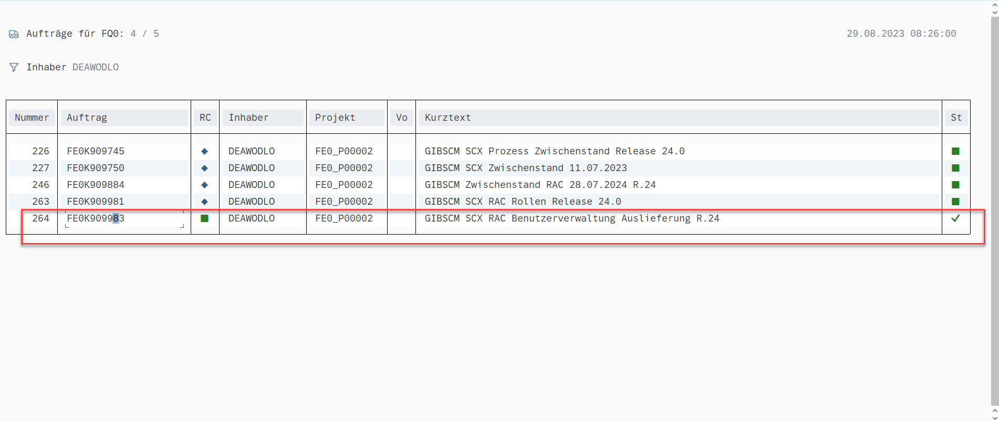 Aufträge für FQ0: 4 / 5 29.08.2023 08:26:00
Inhaber DEAWODLO
Nummer Auftrag RC Inhaber Projekt Vo Kurztext St
226 FE0K909745 DEAWODLO FE0_P00002 GIBSCM SCX Prozess Zwischenstand Release 24.0
227 FE0K909750 DEAWODLO FE0_P00002 GIBSCM SCX Zwischenstand 11.07.2023
246 FE0K909884 DEAWODLO FE0_P00002 GIBSCM Zwischenstand RAC 28.07.2024 R.24
263 FE0K909981 DEAWODLO FE0_P00002 GIBSCM SCX RAC Rollen Release 24.0
264 FE0K909983 DEAWODLO FE0_P00002 GIBSCM SCX RAC Benutzerverwaltung Auslieferung R.24